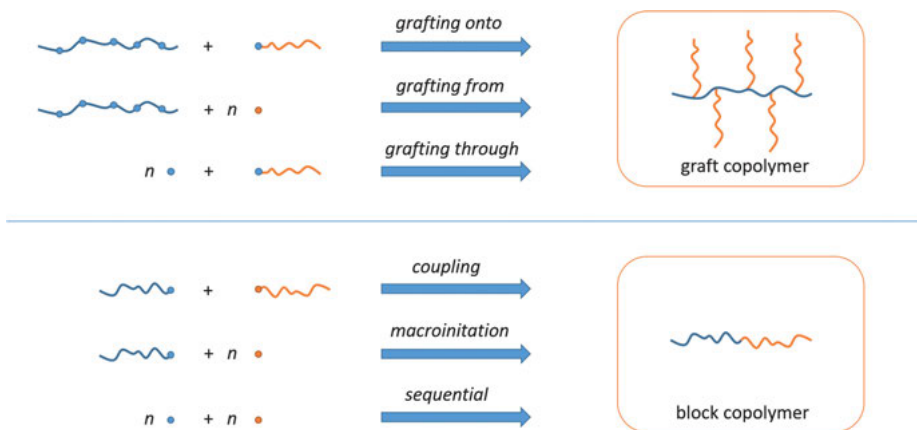 grafting onto
+
grafting from
+ n
grafting through
n +
graft copolymer
coupling
+
macroinitation
+ n
sequential
n + n
block copolymer